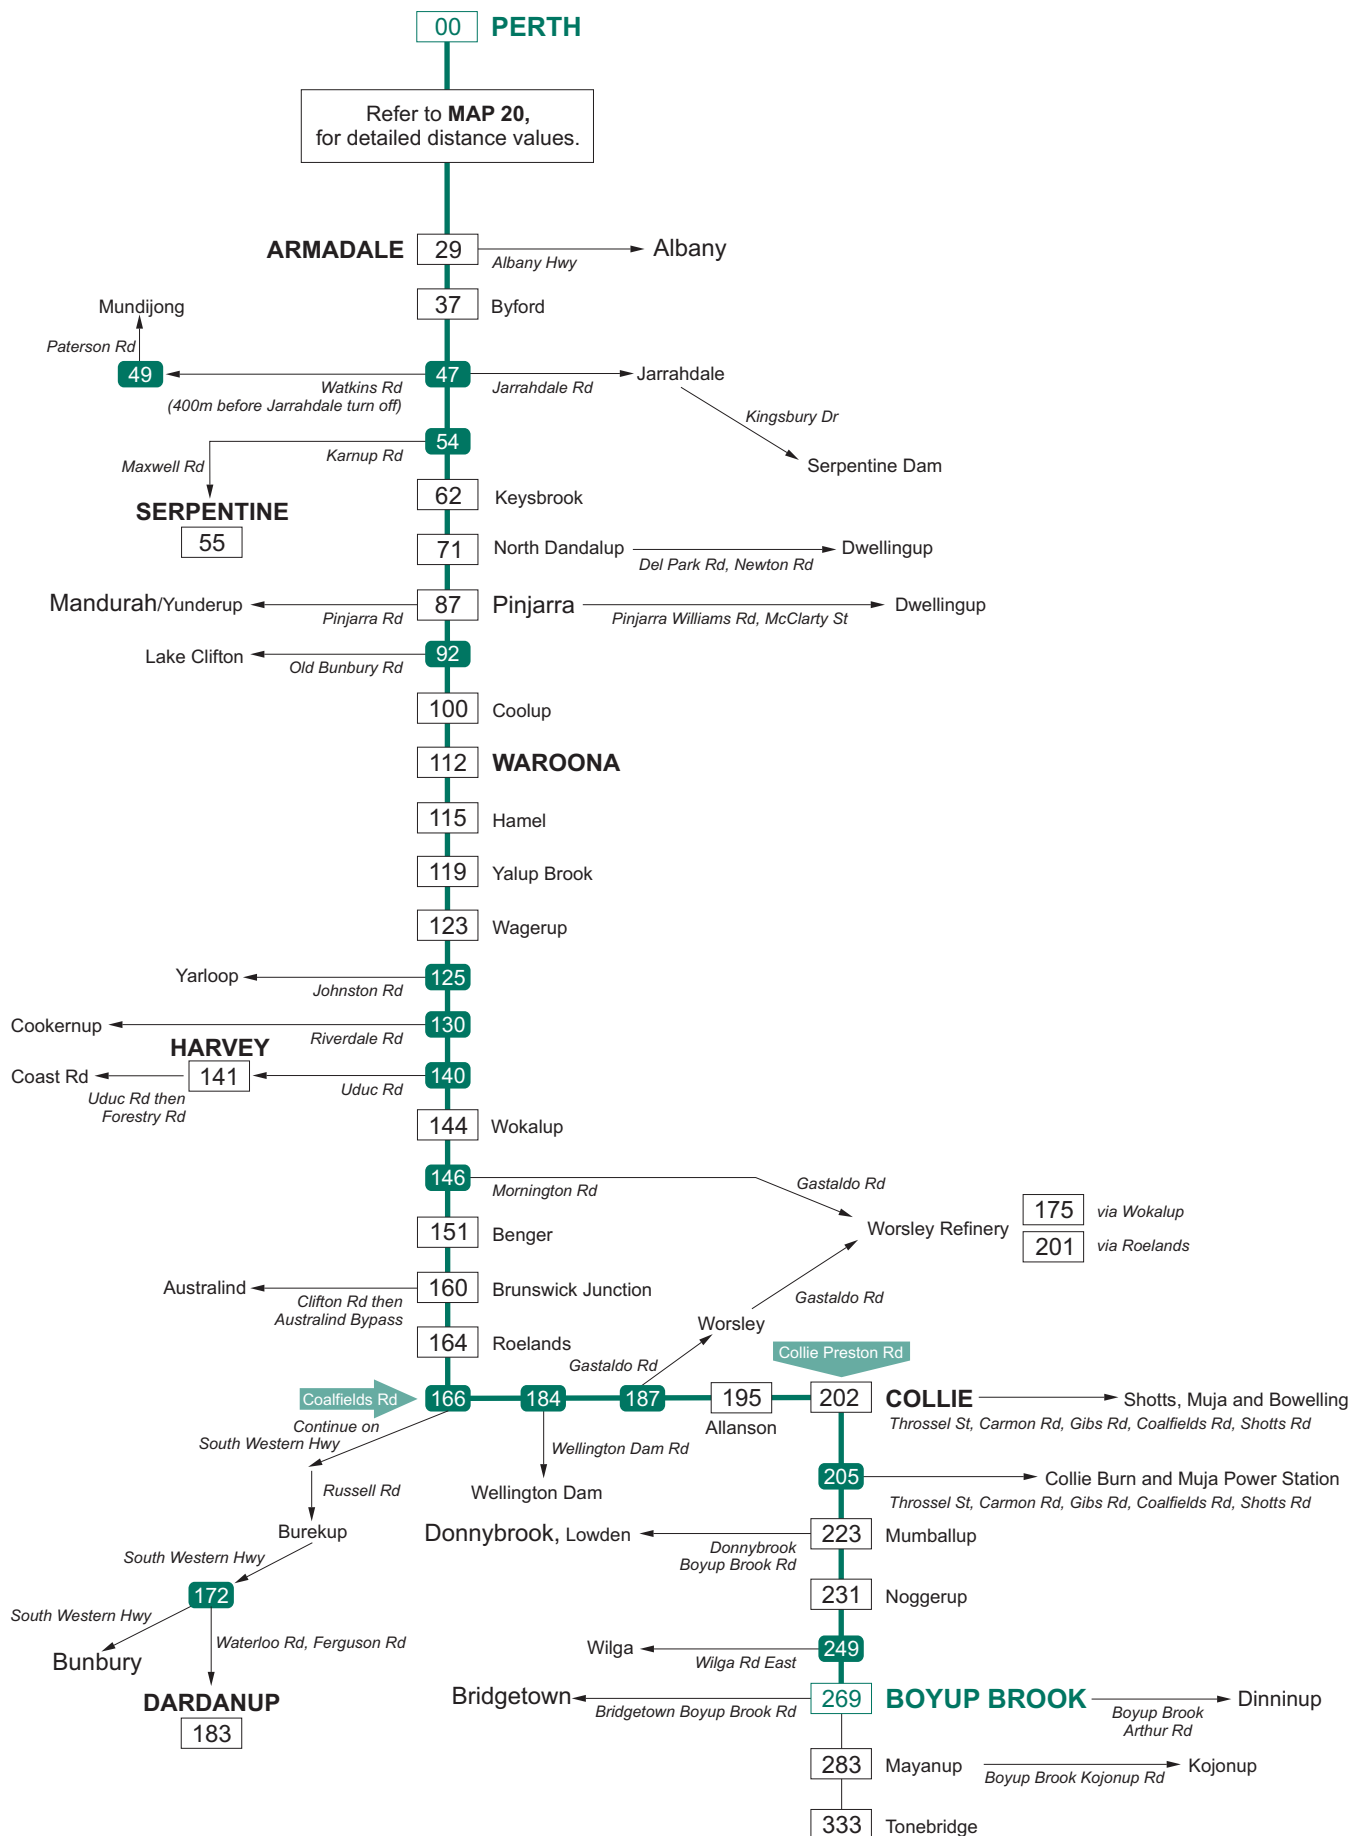 00 PERTH
Refer to MAP 20,
for detailed distance values.
ARMADALE 29 Albany
Albany Hwy
37 Byford
Mundijong
Paterson Rd
49 47 Jarrahdale
Watkins Rd
(400m before Jarrahdale turn off)
Jarrahdale Rd
Kingsbury Dr
Serpentine Dam
54
Karnup Rd
Maxwell Rd
SERPENTINE
55
62 Keysbrook
71 North Dandalup Dwellingup
Del Park Rd, Newton Rd
Mandurah/Yunderup 87 Pinjarra Dwellingup
Pinjarra Rd
Pinjarra Williams Rd, McClarty St
Lake Clifton 92
Old Bunbury Rd
100 Coolup
112 WAROONA
115 Hamel
119 Yalup Brook
123 Wagerup
Yarloop 125
Johnston Rd
Cookernup 130
Riverdale Rd
HARVEY
Coast Rd 141 140
Uduc Rd then
Forestry Rd
Uduc Rd
144 Wokalup
146
Mornington Rd
Gastaldo Rd
Worsley Refinery
175 via Wokalup
201 via Roelands
151 Benger
Australind 160 Brunswick Junction
Clifton Rd then
Australind Bypass
Gastaldo Rd
Worsley
164 Roelands
Gastaldo Rd
Collie Preston Rd
Coalfields Rd 166 184 187 195 202 COLLIE Shotts, Muja and Bowelling
Allanson
Throssel St, Carmon Rd, Gibs Rd, Coalfields Rd, Shotts Rd
Continue on
South Western Hwy
Wellington Dam Rd
Wellington Dam
Russell Rd
Burekup
South Western Hwy
172
South Western Hwy
Bunbury
Waterloo Rd, Ferguson Rd
DARDANUP
183
205 Collie Burn and Muja Power Station
Throssel St, Carmon Rd, Gibs Rd, Coalfields Rd, Shotts Rd
Donnybrook, Lowden 223 Mumballup
Donnybrook
Boyup Brook Rd
231 Noggerup
Wilga 249
Wilga Rd East
Bridgetown 269 BOYUP BROOK Dinninup
Bridgetown Boyup Brook Rd
Boyup Brook
Arthur Rd
283 Mayanup Kojonup
Boyup Brook Kojonup Rd
333 Tonebridge